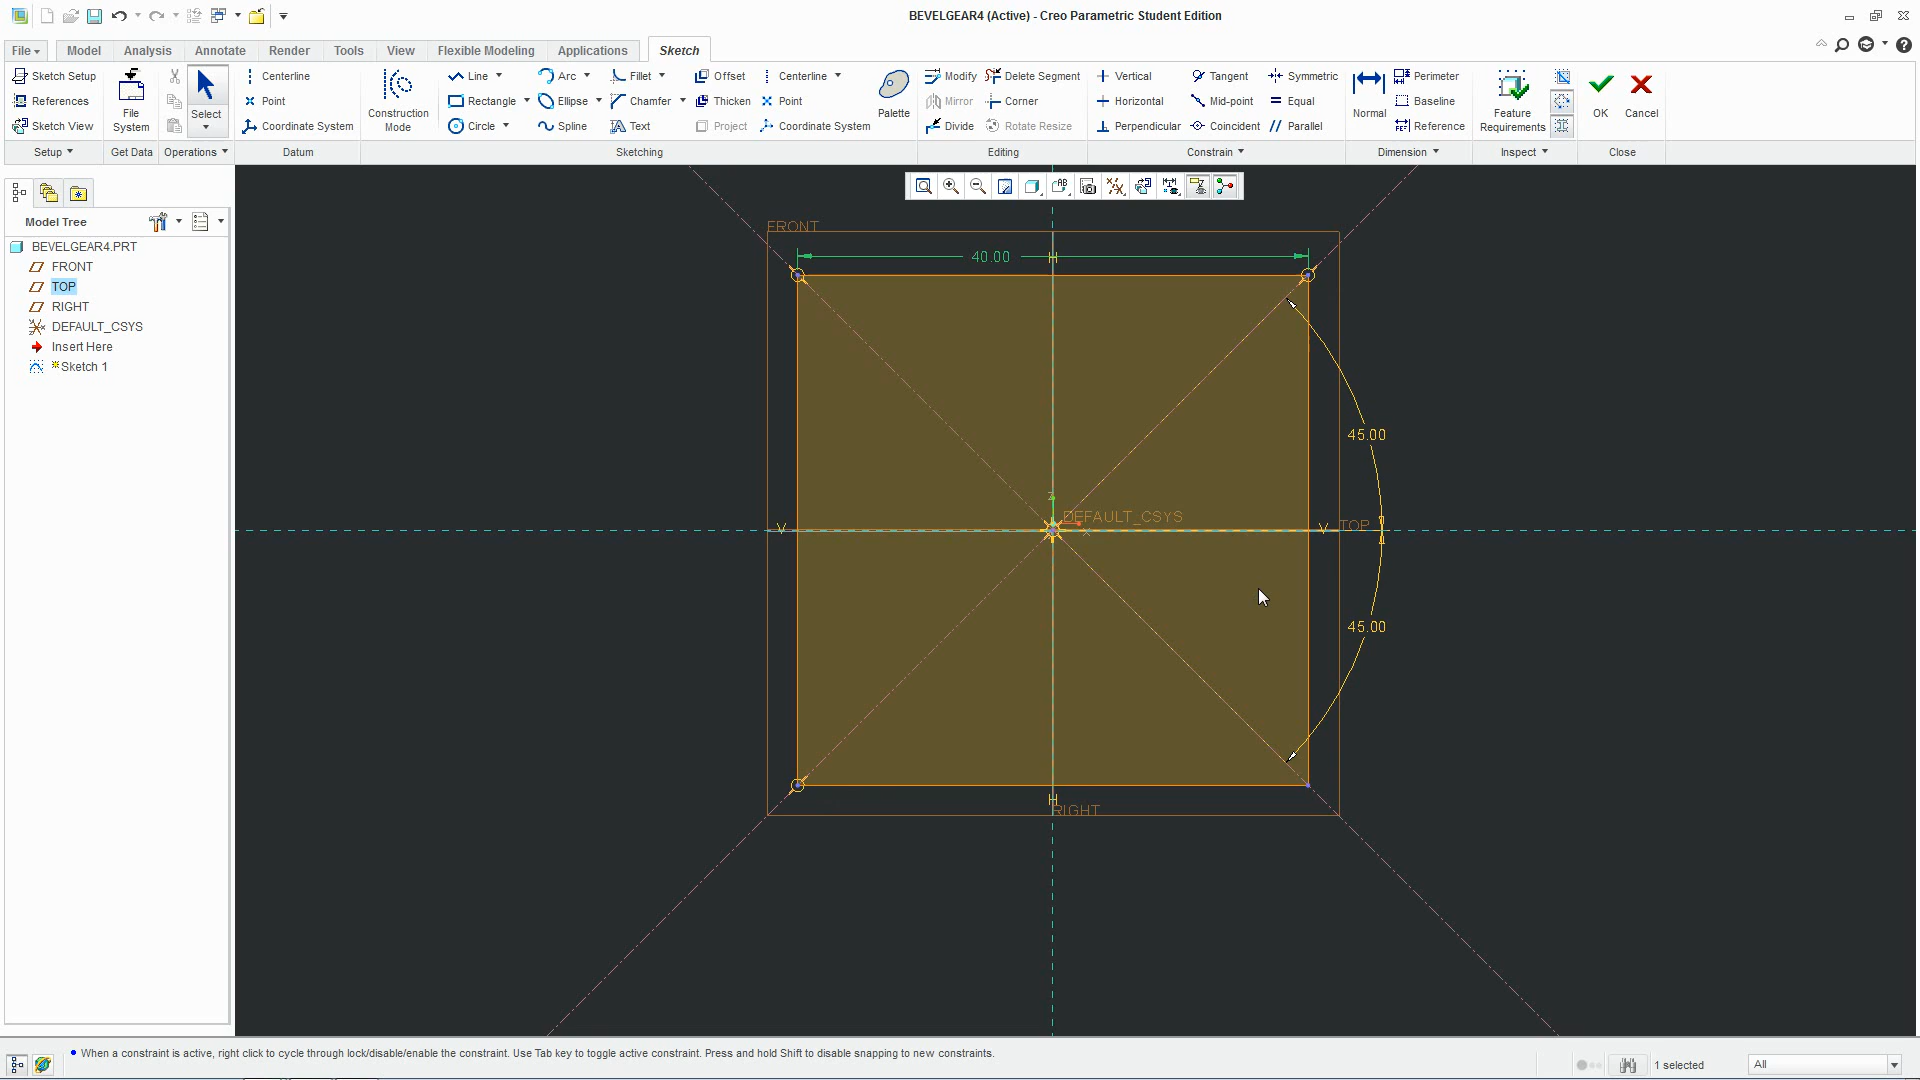 BEVELGEAR4 (Active) - Creo Parametric Student Edition
File Model Analysis Annotate Render Tools View Flexible Modeling Applications Sketch
Sketch Setup
References
Sketch View
Setup
File System
Get Data
Select
Operations
Centerline
Point
Coordinate System
Datum
Construction Mode
Line Arc Fillet Offset Centerline
Rectangle Ellipse Chamfer Thicken Point
Circle Spline Text Project Coordinate System
Palette
Sketching
Modify Delete Segment
Mirror Corner
Divide Rotate Resize
Editing
Vertical Tangent Symmetric
Horizontal Mid-point Equal
Perpendicular Coincident Parallel
Constrain
Normal
Perimeter
Baseline
Reference
Dimension
Feature Requirements
Inspect
OK
Cancel
Close
Model Tree
BEVELGEAR4.PRT
FRONT
TOP
RIGHT
DEFAULT_CSYS
Insert Here
Sketch 1
FRONT
40.00
H
45.00
Z
DEFAULT_CSYS
X
V
V
TOP
45.00
H
RIGHT
When a constraint is active, right click to cycle through lock/disable/enable the constraint. Use Tab key to toggle active constraint. Press and hold Shift to disable snapping to new constraints.
1 selected
All